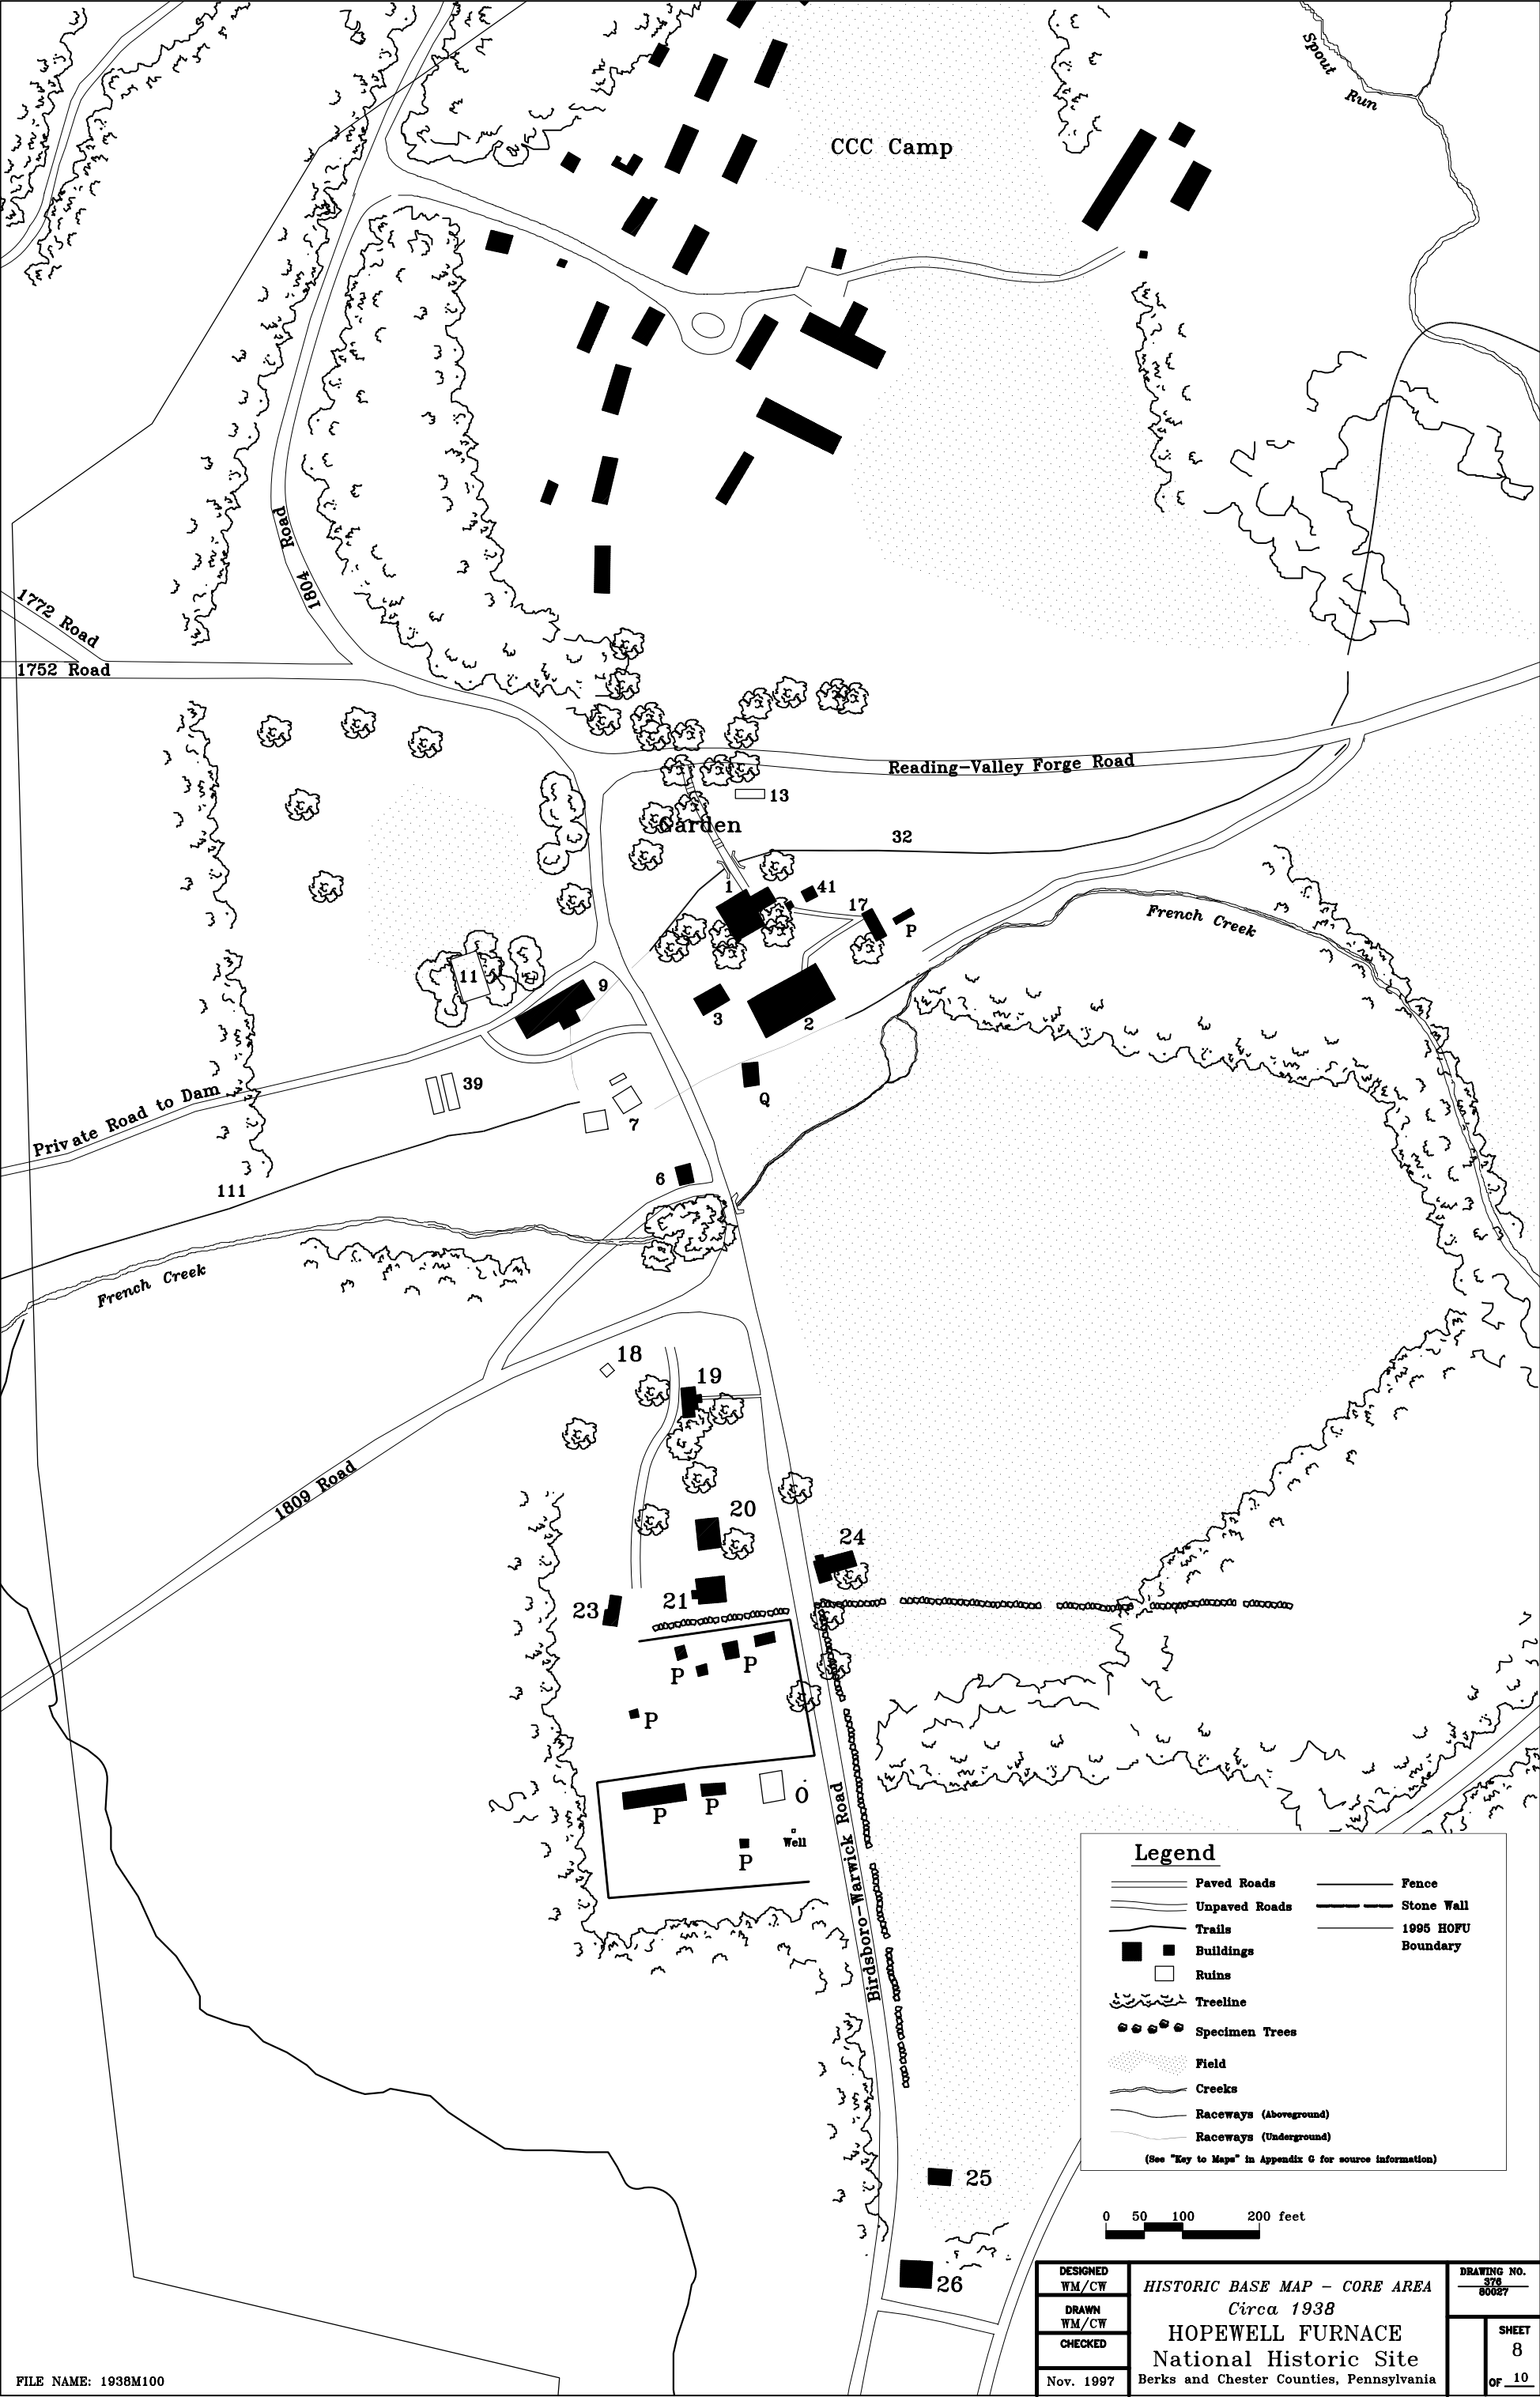 Spout
Run
CCC Camp
1804 Road
1772 Road
1752 Road
Reading-Valley Forge Road
13
Garden
32
1
41
17
P
French Creek
11
9
3
2
39
Q
7
Private Road to Dam
6
111
French Creek
18
19
1809 Road
20
24
21
23
P
P
P
P
P
O
Well
P
Birdsboro-Warwick Road
25
26
Legend
Paved Roads
Unpaved Roads
Trails
Buildings
Ruins
Treeline
Specimen Trees
Field
Creeks
Raceways (Aboveground)
Raceways (Underground)
Fence
Stone Wall
1995 HOFU
Boundary
(See "Key to Maps" in Appendix G for source information)
0 50 100 200 feet
DESIGNED
WM/CW
DRAWN
WM/CW
CHECKED
Nov. 1997
HISTORIC BASE MAP - CORE AREA
Circa 1938
HOPEWELL FURNACE
National Historic Site
Berks and Chester Counties, Pennsylvania
DRAWING NO.
376
80027
SHEET
8
OF 10
FILE NAME: 1938M100